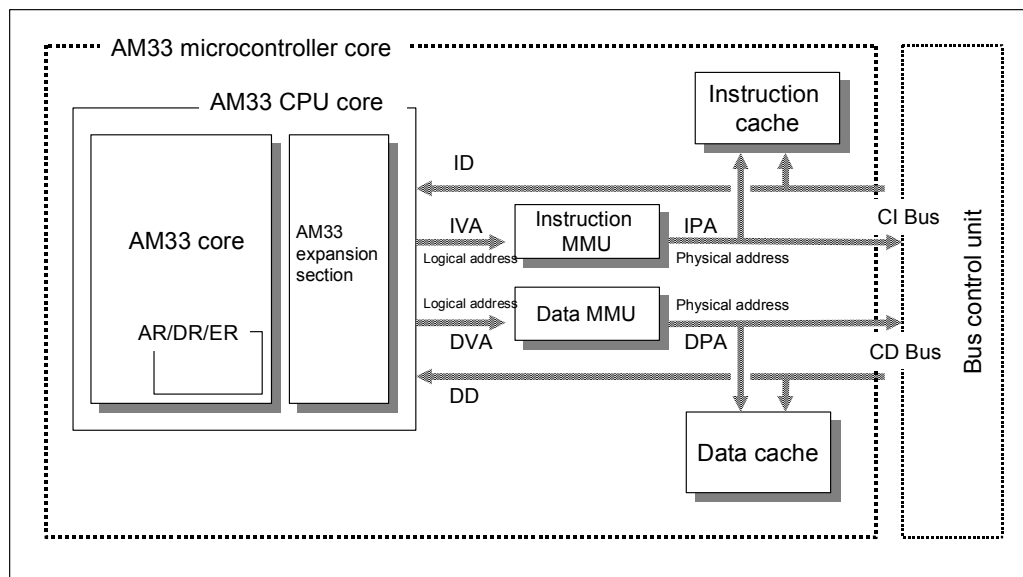 AM33 microcontroller core
AM33 CPU core
AM33 core
AR/DR/ER
AM33
expansion
section
ID
IVA
Logical address
Instruction
MMU
IPA
Physical address
Logical address
DVA
Data MMU
Physical address
DPA
DD
Instruction
cache
Data cache
CI Bus
CD Bus
Bus control unit